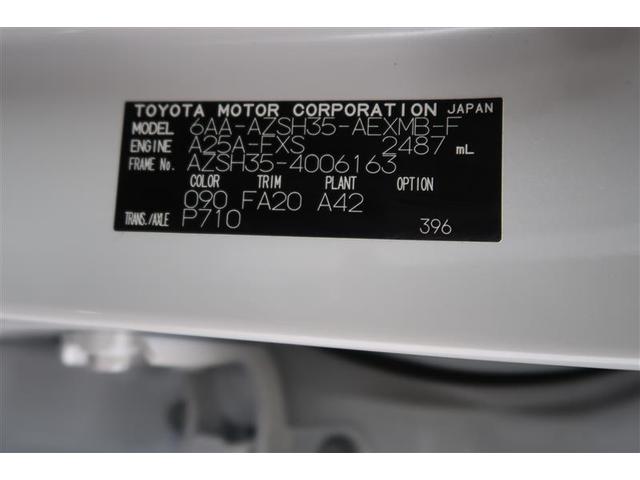 TOYOTA MOTOR CORPORATION JAPAN
MODEL 6AA-AZSH35-AEXMB-F
ENGINE A25A-FXS 2487 mL
FRAME No. AZSH35-4006163
COLOR TRIM PLANT OPTION
090 FA20 A42
TRANS./AXLE P710 396